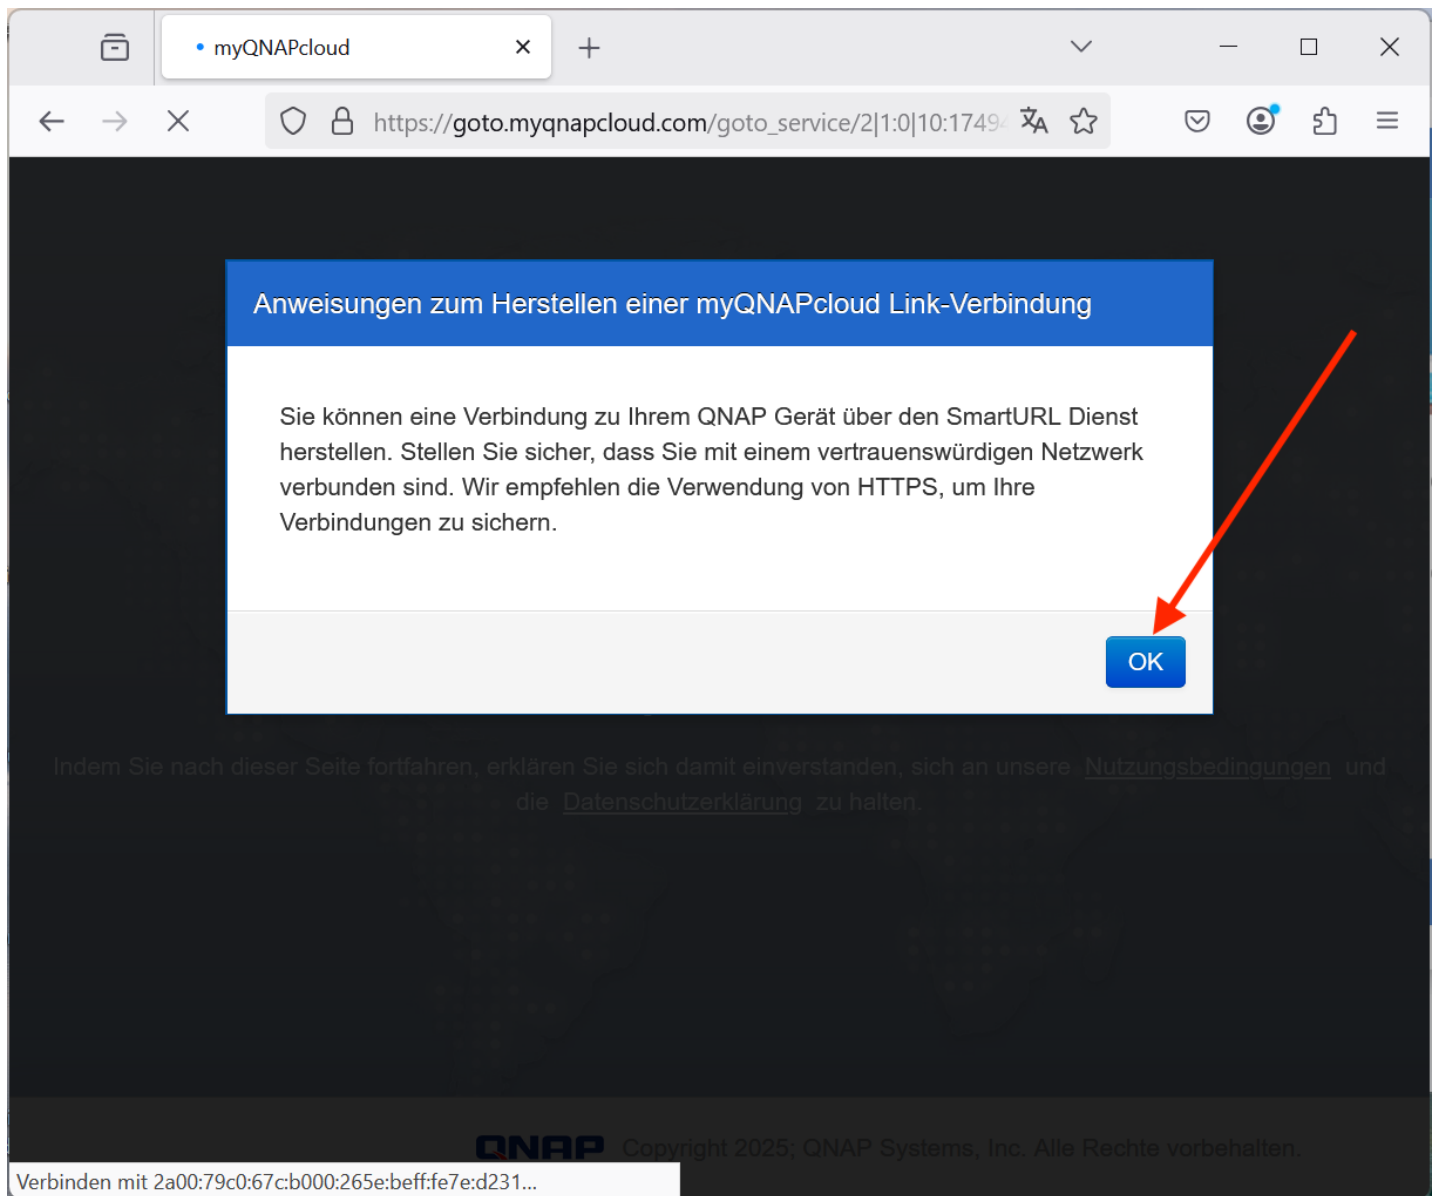 myQNAPcloud
https://goto.myqnapcloud.com/goto_service/2|1:0|10:1749
Anweisungen zum Herstellen einer myQNAPcloud Link-Verbindung
Sie können eine Verbindung zu Ihrem QNAP Gerät über den SmartURL Dienst
herstellen. Stellen Sie sicher, dass Sie mit einem vertrauenswürdigen Netzwerk
verbunden sind. Wir empfehlen die Verwendung von HTTPS, um Ihre
Verbindungen zu sichern.
OK
Indem Sie nach dieser Seite fortfahren, erklären Sie sich damit einverstanden, sich an unsere Nutzungsbedingungen und
die Datenschutzerklärung zu halten.
QNAP Copyright 2025; QNAP Systems, Inc. Alle Rechte vorbehalten.
Verbinden mit 2a00:79c0:67c:b000:265e:beff:fe7e:d231...